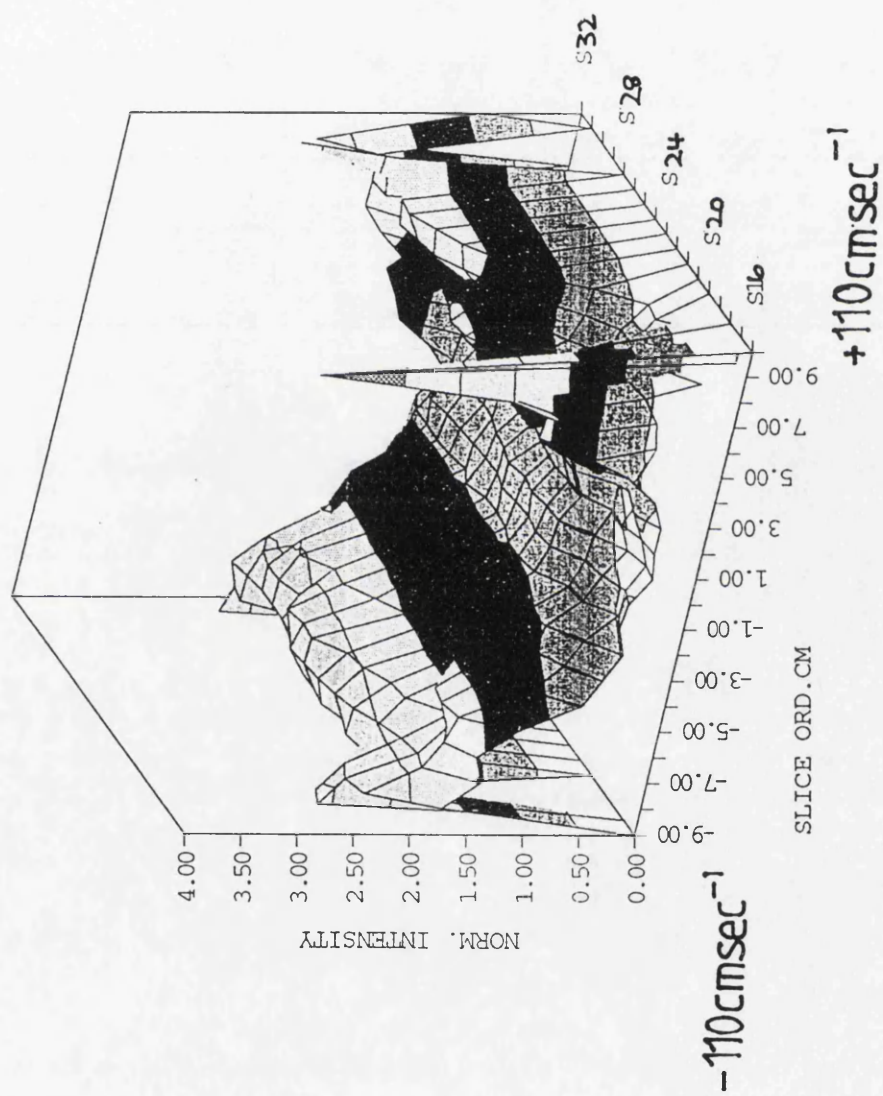 4.00
3.50
3.00
2.50
2.00
1.50
1.00
0.50
0.00
NORM. INTENSITY
-9.00
-7.00
-5.00
-3.00
-1.00
1.00
3.00
5.00
7.00
9.00
SLICE ORD.CM
S16
S20
S24
S28
S32
-110cmsec⁻¹
+110cmsec⁻¹